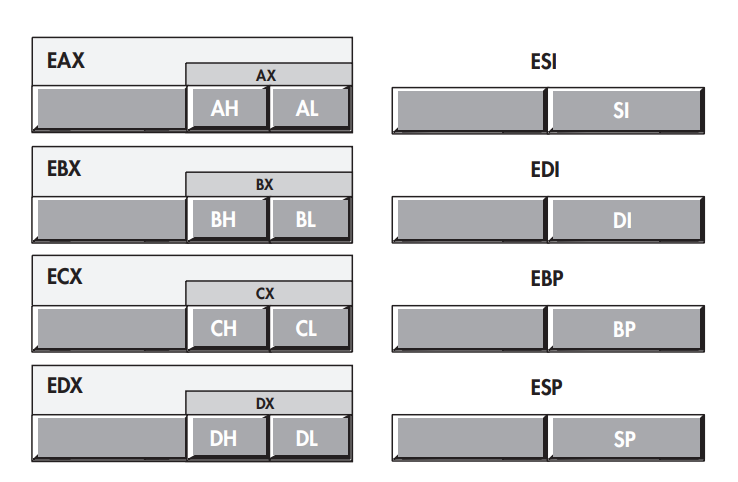 EAX
AX
AH AL
EBX
BX
BH BL
ECX
CX
CH CL
EDX
DX
DH DL
ESI
SI
EDI
DI
EBP
BP
ESP
SP